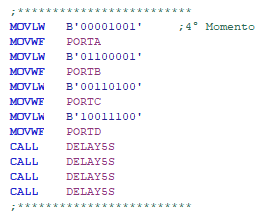 ;*************************
MOVLW B'00001001' ;4° Momento
MOVWF PORTA
MOVLW B'01100001'
MOVWF PORTB
MOVLW B'00110100'
MOVWF PORTC
MOVLW B'10011100'
MOVWF PORTD
CALL DELAY5S
CALL DELAY5S
CALL DELAY5S
CALL DELAY5S
;*************************